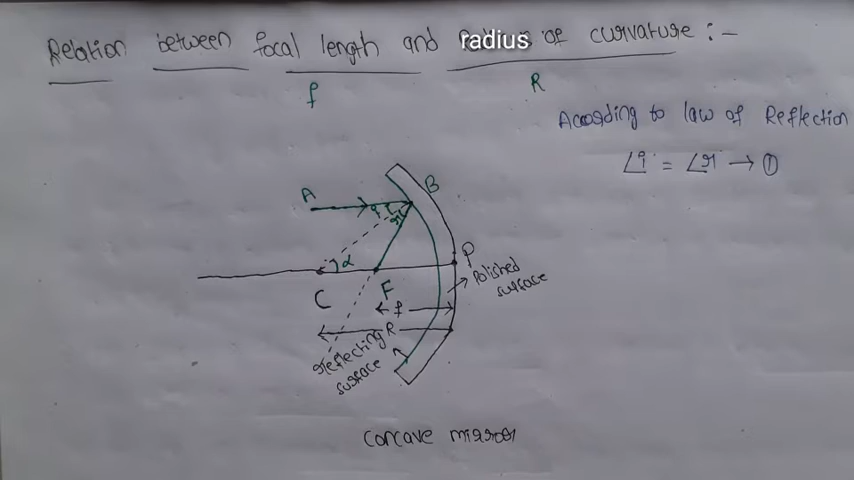 Relation between focal length and radius of curvature :-
f
R
According to law of Reflection
∠i = ∠r → ①
A
B
i
r
α
P
C
F
Polished
surface
f
R
reflecting
surface
concave mirror